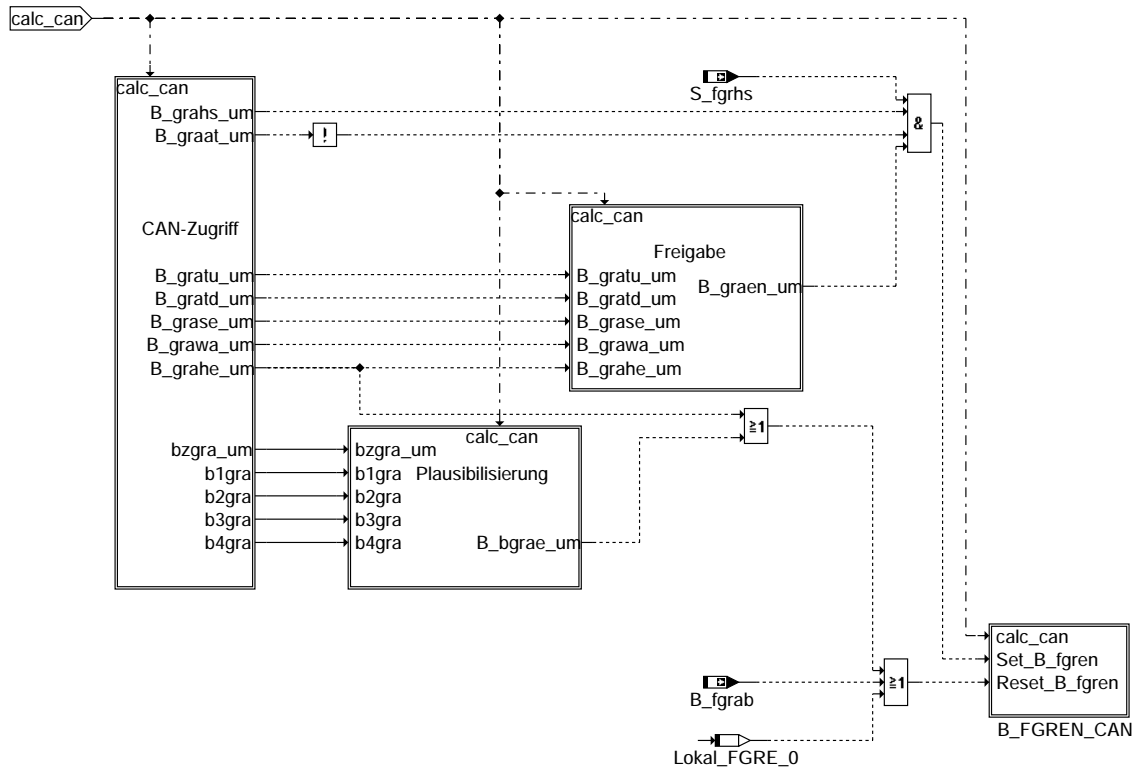 calc_can
calc_can
B_grahs_um
B_graat_um
!
CAN-Zugriff
B_gratu_um
B_gratd_um
B_grase_um
B_grawa_um
B_grahe_um
bzgra_um
b1gra
b2gra
b3gra
b4gra
S_fgrhs
&
calc_can
Freigabe
B_gratu_um
B_gratd_um
B_grase_um
B_grawa_um
B_grahe_um
B_graen_um
calc_can
bzgra_um
b1gra
Plausibilisierung
b2gra
b3gra
b4gra
B_bgrae_um
≥1
B_fgrab
Lokal_FGRE_0
≥1
calc_can
Set_B_fgren
Reset_B_fgren
B_FGREN_CAN